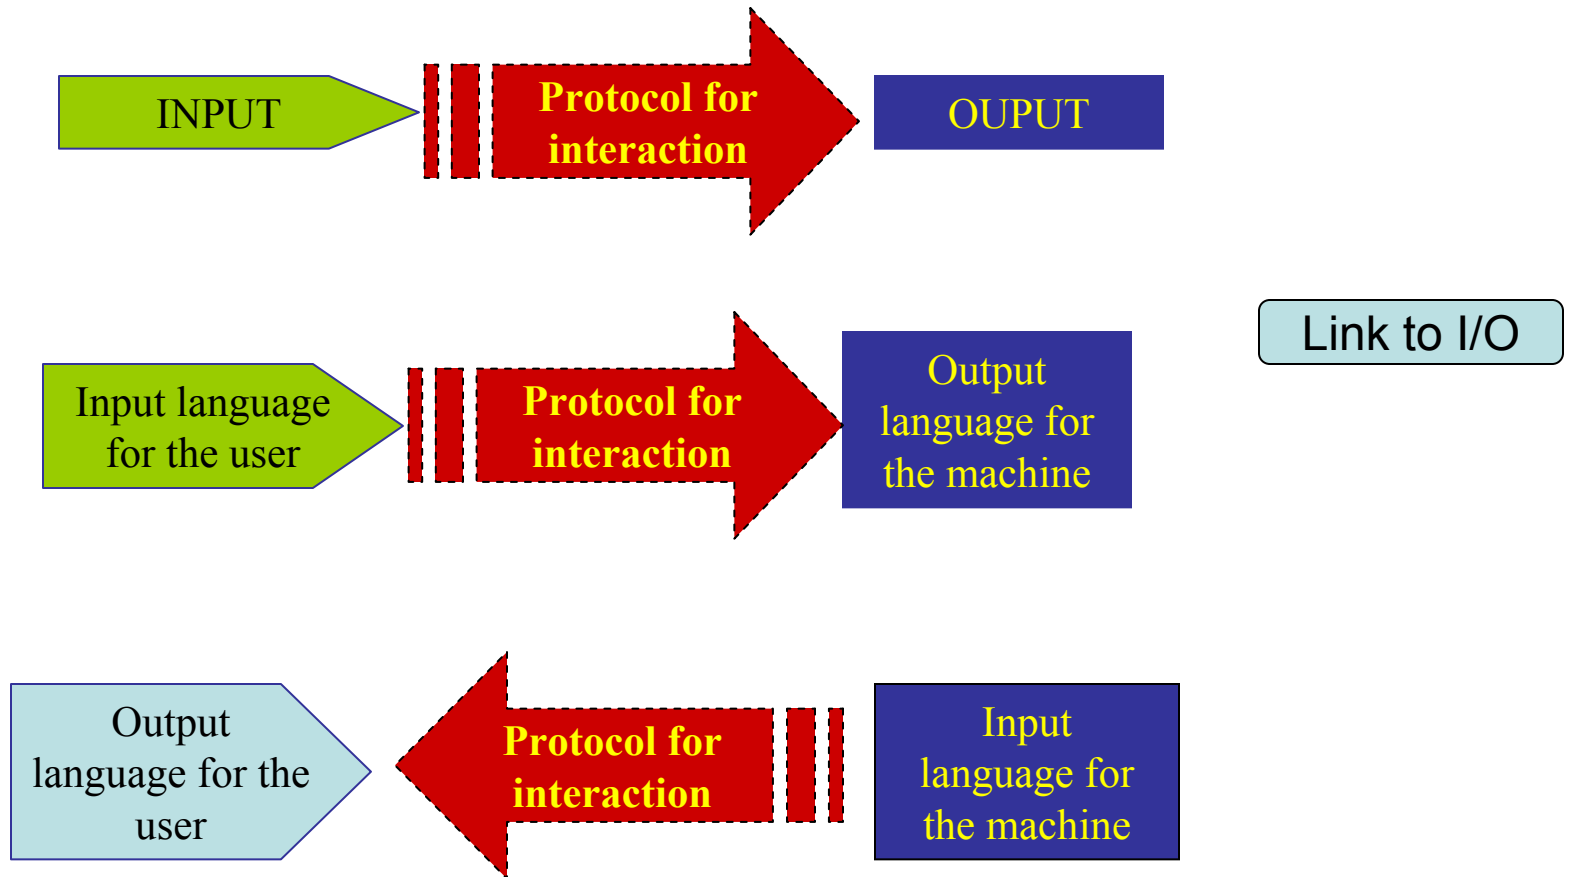 INPUT
Protocol for
interaction
OUPUT
Link to I/O
Input language
for the user
Protocol for
interaction
Output
language for
the machine
Output
language for the
user
Protocol for
interaction
Input
language for
the machine